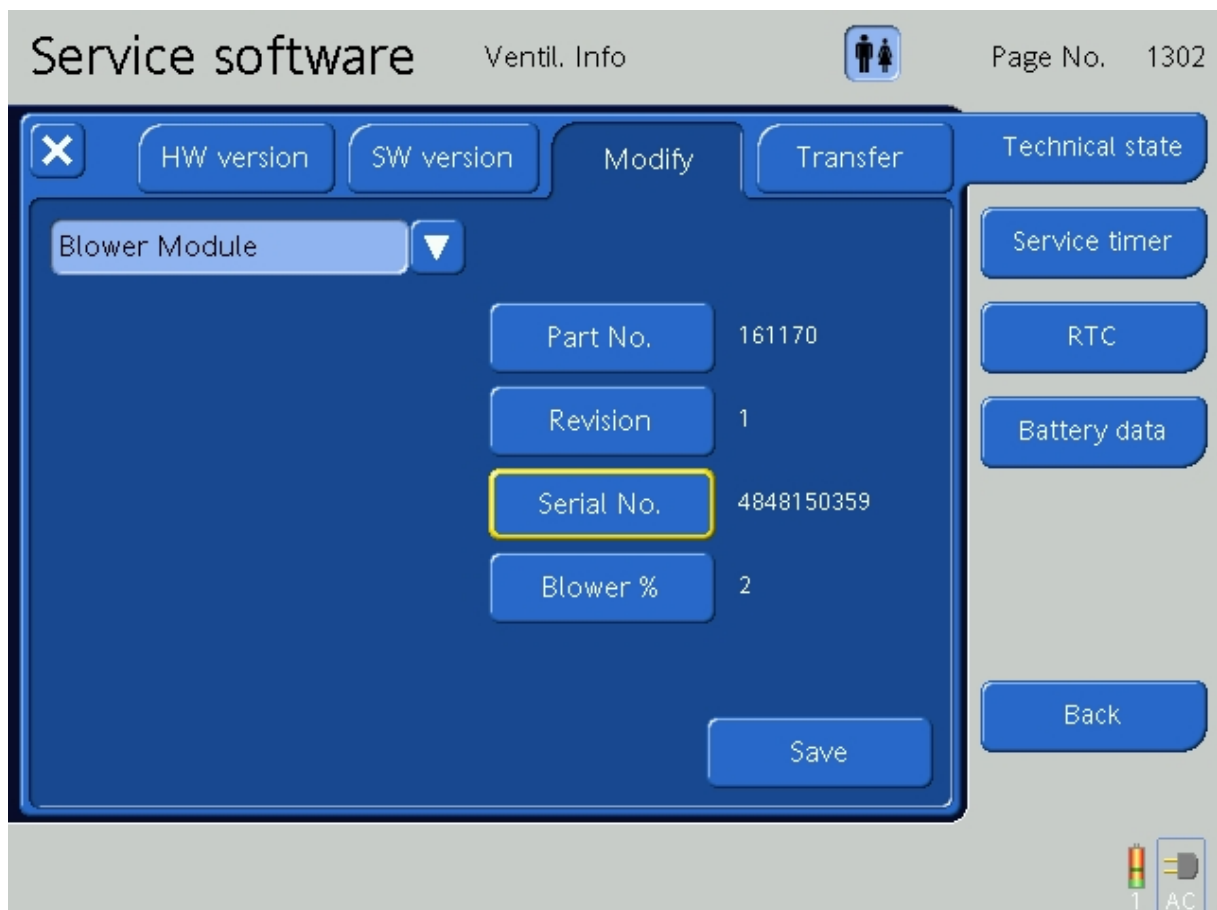 Service software Ventil. Info Page No. 1302
HW version SW version Modify Transfer Technical state
Blower Module
Service timer
Part No. 161170
RTC
Revision 1
Battery data
Serial No. 4848150359
Blower % 2
Back
Save
1 AC